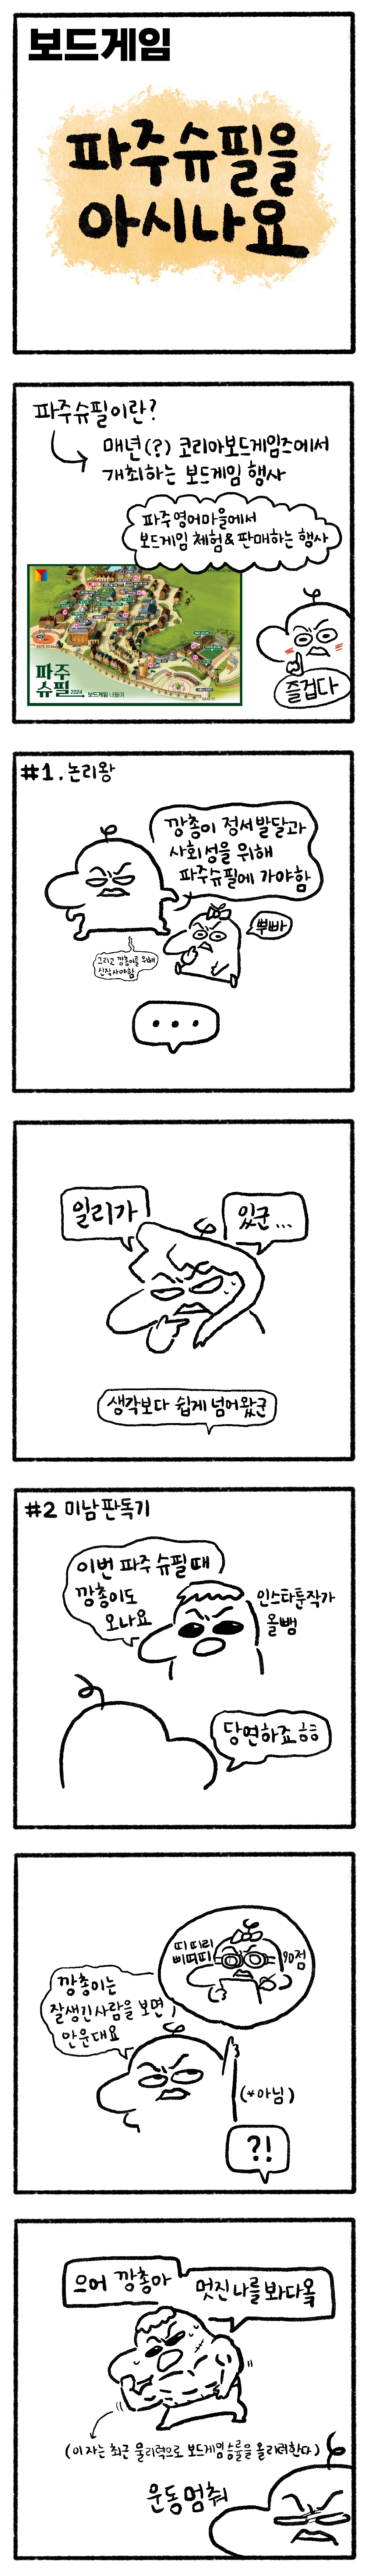 보드게임
파주슈필을
아시나요
파주슈필이란?
매년(?) 코리아보드게임즈에서
개최하는 보드게임 행사
파주영어마을에서
보드게임 체험&판매하는 행사
파주
슈필 2024
보드게임 나들이
즐겁다
#1. 논리왕
깡총이 정서발달과
사회성을 위해
파주슈필에 가야함
뿌빠
그리고 깡총이를 위해
신작사야함
...
일리가
있군...
생각보다 쉽게 넘어왔군
#2 미남판독기
이번 파주슈필때
깡총이도
오나요
인스타툰작가
올뺌
당연하죠ㅎㅎ
띠띠리
삐띠띠
90점
깡총이는
잘생긴사람을 보면
안운대요
(*아님)
?!
으어 깡총아
멋진나를 봐다옼
(이 자는 최근 물리력으로 보드게임승률을 올리려한다)
운동멈춰